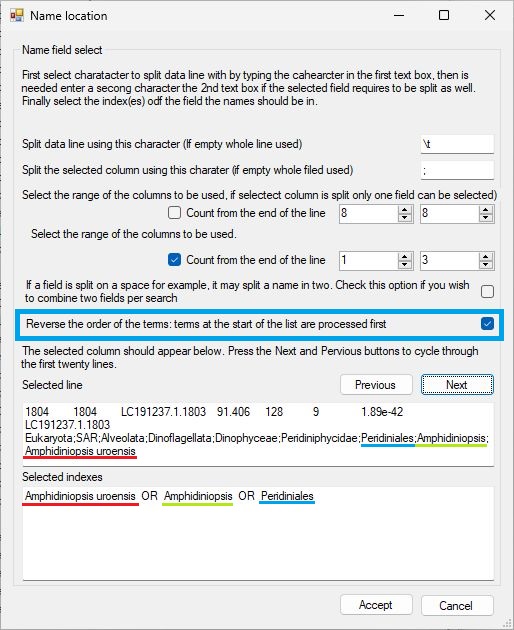 Name location
Name field select
First select charatacter to split data line with by typing the cahearcter in the first text box, then is
needed enter a secong character the 2nd text box if the selected field requires to be split as well.
Finally select the index(es) odf the field the names should be in.
Split data line using this character (If empty whole line used)
\t
Split the selected column using this charater (if empty whole filed used)
;
Select the range of the columns to be used, if selectect column is split only one field can be selected)
Count from the end of the line
8
8
Select the range of the columns to be used.
Count from the end of the line
1
3
If a field is split on a space for example, it may split a name in two. Check this option if you wish
to combine two fields per search
Reverse the order of the terms: terms at the start of the list are processed first
The selected column should appear below. Press the Next and Pervious buttons to cycle through
the first twenty lines.
Selected line
Previous
Next
1804 1804 LC191237.1.1803 91.406 128 9 1.89e-42
LC191237.1.1803
Eukaryota;SAR;Alveolata;Dinoflagellata;Dinophyceae;Peridiniphycidae;Peridiniales;Amphidiniopsis;
Amphidiniopsis uroensis
Selected indexes
Amphidiniopsis uroensis OR Amphidiniopsis OR Peridiniales
Accept
Cancel